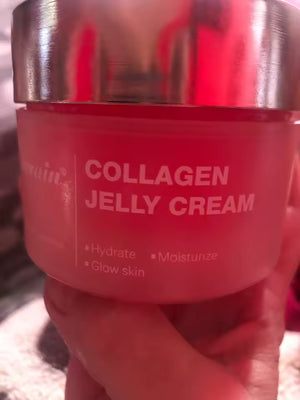 COLLAGEN
JELLY CREAM
▪Hydrate ▪Moisturize
▪Glow skin